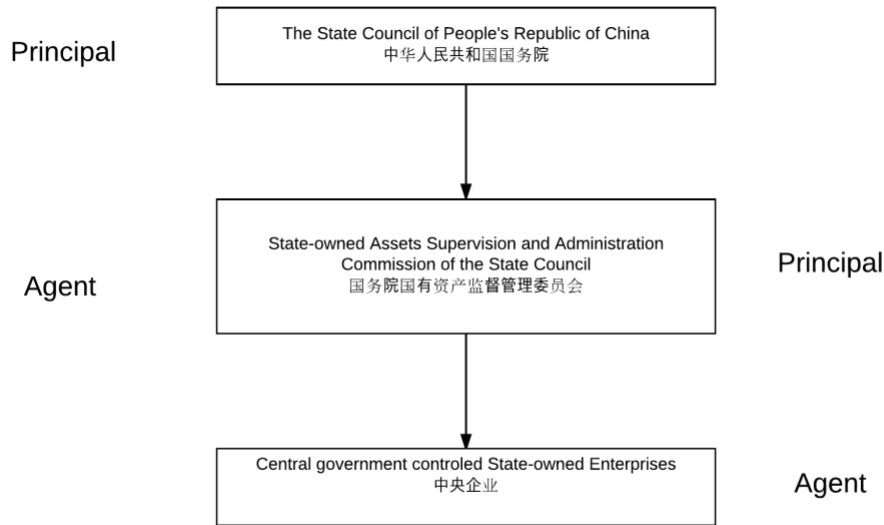 Principal
The State Council of People's Republic of China
中华人民共和国国务院
Agent
State-owned Assets Supervision and Administration
Commission of the State Council
国务院国有资产监督管理委员会
Principal
Central government controled State-owned Enterprises
中央企业
Agent